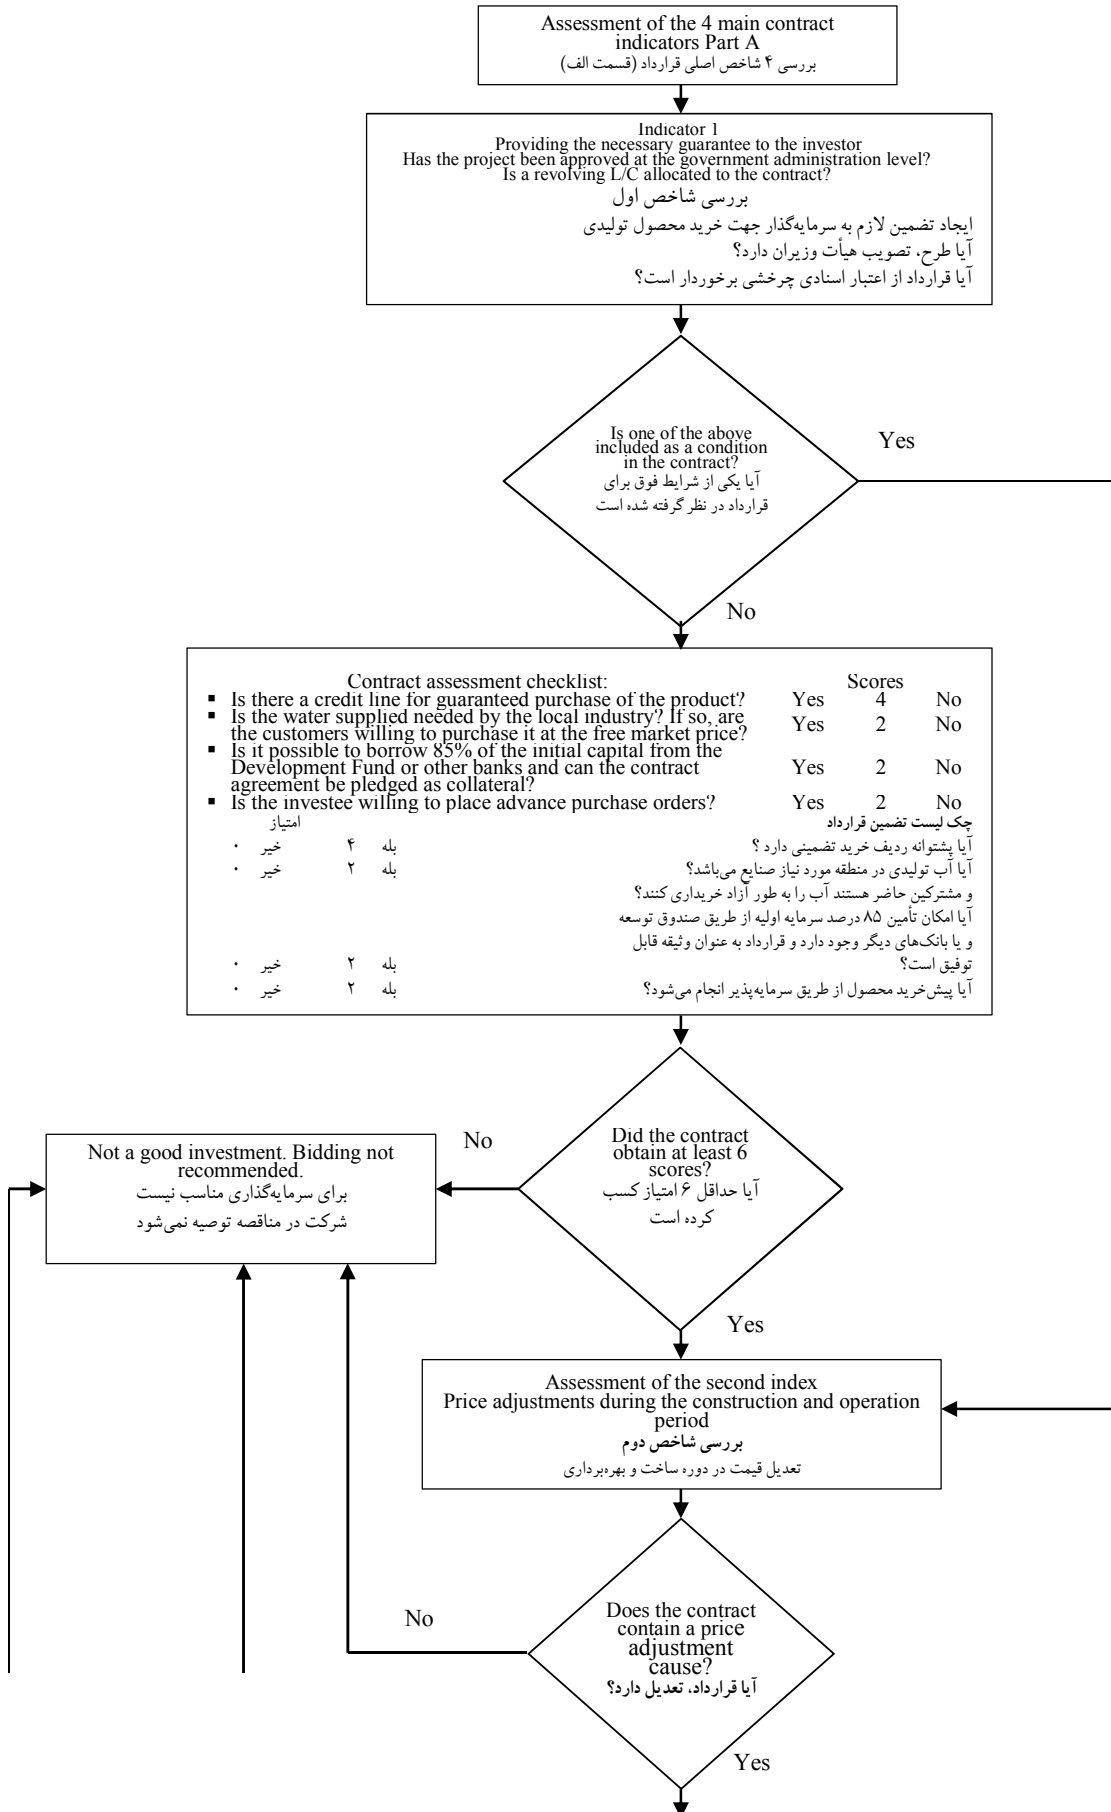 Assessment of the 4 main contract
indicators Part A
بررسی ۴ شاخص اصلی قرارداد (قسمت الف)
Indicator 1
Providing the necessary guarantee to the investor
Has the project been approved at the government administration level?
Is a revolving L/C allocated to the contract?
بررسی شاخص اول
ایجاد تضمین لازم به سرمایه‌گذار جهت خرید محصول تولیدی
آیا طرح، تصویب هیأت وزیران دارد؟
آیا قرارداد از اعتبار اسنادی چرخشی برخوردار است؟
Is one of the above
included as a condition
in the contract?
آیا یکی از شرایط فوق برای
قرارداد در نظر گرفته شده است
Yes
No
Contract assessment checklist: Scores
▪ Is there a credit line for guaranteed purchase of the product? Yes 4 No
▪ Is the water supplied needed by the local industry? If so, are
the customers willing to purchase it at the free market price? Yes 2 No
▪ Is it possible to borrow 85% of the initial capital from the
Development Fund or other banks and can the contract Yes 2 No
agreement be pledged as collateral?
▪ Is the investee willing to place advance purchase orders? Yes 2 No
چک لیست تضمین قرارداد امتیاز
آیا پشتوانه ردیف خرید تضمینی دارد ؟ بله ۴ خیر ۰
آیا آب تولیدی در منطقه مورد نیاز صنایع می‌باشد؟ بله ۲ خیر ۰
و مشترکین حاضر هستند آب را به طور آزاد خریداری کنند؟
آیا امکان تأمین ۸۵ درصد سرمایه اولیه از طریق صندوق توسعه
و یا بانک‌های دیگر وجود دارد و قرارداد به عنوان وثیقه قابل
توفیق است؟ بله ۲ خیر ۰
آیا پیش‌خرید محصول از طریق سرمایه‌پذیر انجام می‌شود؟ بله ۲ خیر ۰
Did the contract
obtain at least 6
scores?
آیا حداقل ۶ امتیاز کسب
کرده است
No
Not a good investment. Bidding not
recommended.
برای سرمایه‌گذاری مناسب نیست
شرکت در مناقصه توصیه نمی‌شود
Yes
Assessment of the second index
Price adjustments during the construction and operation
period
بررسی شاخص دوم
تعدیل قیمت در دوره ساخت و بهره‌برداری
Does the contract
contain a price
adjustment
cause?
آیا قرارداد، تعدیل دارد؟
No
Yes